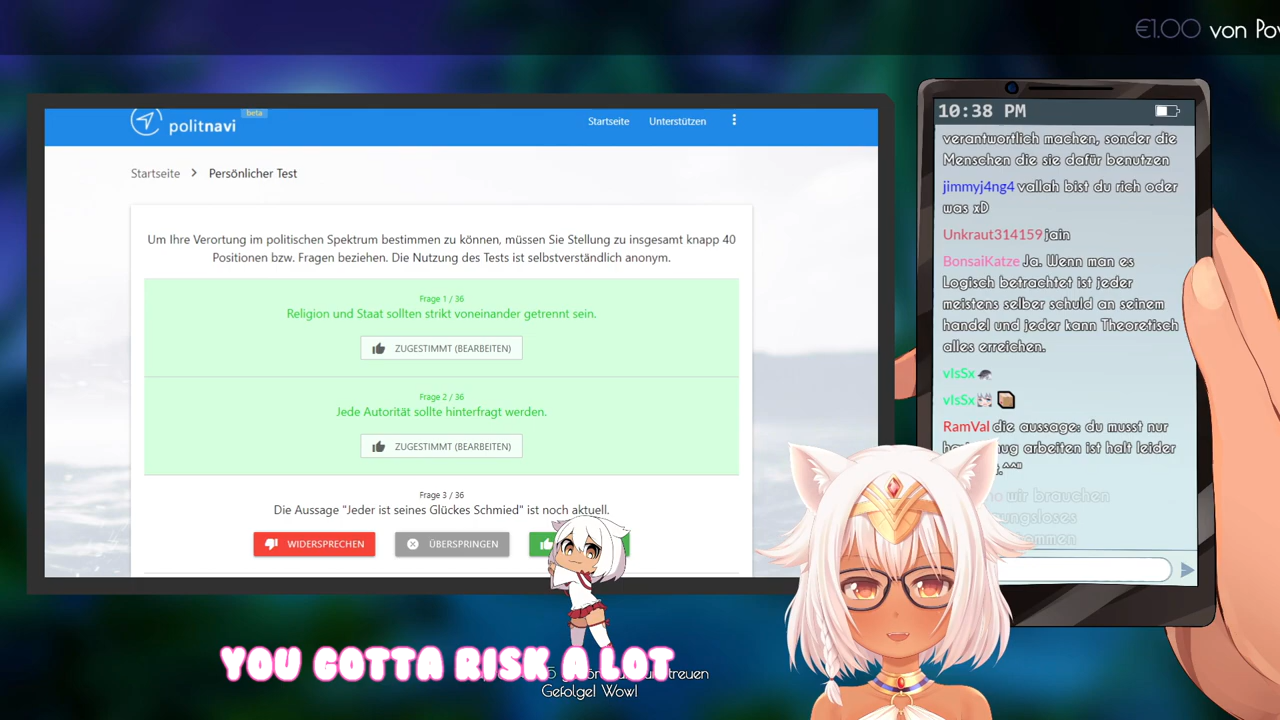 €1.00 von Pov
politnavi
beta
Startseite
Unterstützen
Startseite > Persönlicher Test
Um Ihre Verortung im politischen Spektrum bestimmen zu können, müssen Sie Stellung zu insgesamt knapp 40
Positionen bzw. Fragen beziehen. Die Nutzung des Tests ist selbstverständlich anonym.
Frage 1 / 36
Religion und Staat sollten strikt voneinander getrennt sein.
ZUGESTIMMT (BEARBEITEN)
Frage 2 / 36
Jede Autorität sollte hinterfragt werden.
ZUGESTIMMT (BEARBEITEN)
Frage 3 / 36
Die Aussage "Jeder ist seines Glückes Schmied" ist noch aktuell.
WIDERSPRECHEN
ÜBERSPRINGEN
10:38 PM
verantwortlich machen, sonder die
Menschen die sie dafür benutzen
jimmyj4ng4 vallah bist du rich oder
was xD
Unkraut314159 jain
BonsaiKatze Ja. Wenn man es
Logisch betrachtet ist jeder
meistens selber schuld an seinem
handel und jeder kann Theoretisch
alles erreichen.
vIsSx
vIsSx
RamVal die aussage: du musst nur
arbeiten ist halt leider
^^"
wir brauchen
YOU GOTTA RISK A LOT
treuen
Gefolge! Wow!